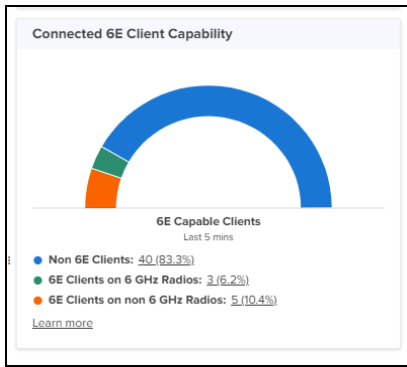 Connected 6E Client Capability
6E Capable Clients
Last 5 mins
Non 6E Clients: 40 (83.3%)
6E Clients on 6 GHz Radios: 3 (6.2%)
6E Clients on non 6 GHz Radios: 5 (10.4%)
Learn more